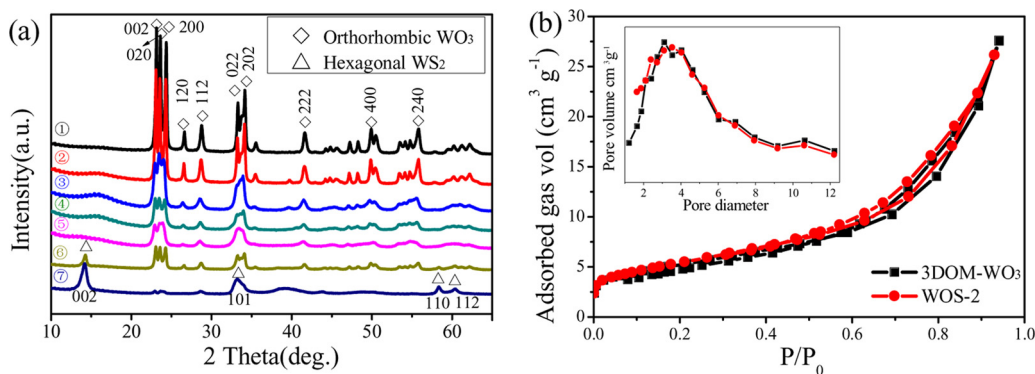 (a)
Intensity(a.u.)
2 Theta(deg.)
10 20 30 40 50 60
◇ Orthorhombic WO₃
△ Hexagonal WS₂
002
020
200
120
112
022
202
222
400
240
①
②
③
④
⑤
⑥
⑦
002
101
110
112
(b)
Adsorbed gas vol (cm³ g⁻¹)
30
25
20
15
10
5
0
0.0 0.2 0.4 0.6 0.8 1.0
P/P₀
Pore volume cm³g⁻¹
2 4 6 8 10 12
Pore diameter
3DOM-WO₃
WOS-2